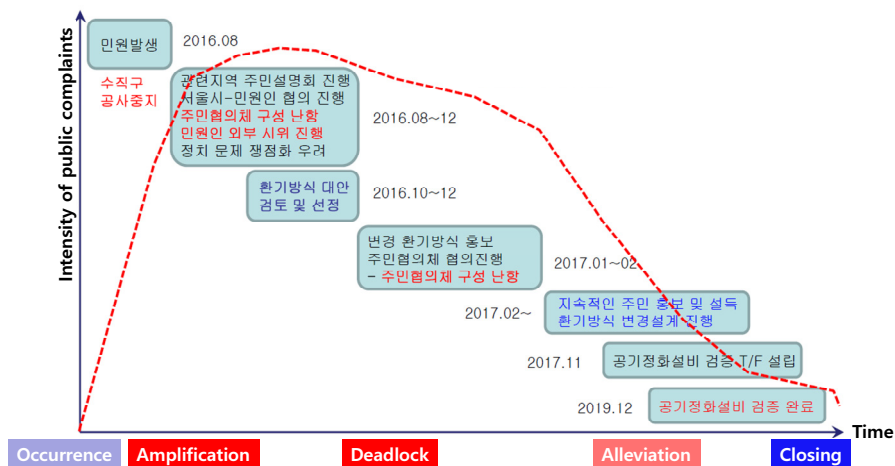 Intensity of public complaints
민원발생
2016.08
수직구
공사중지
관련지역 주민설명회 진행
서울시-민원인 협의 진행
주민협의체 구성 난항
민원인 외부 시위 진행
정치 문제 쟁점화 우려
2016.08~12
환기방식 대안
검토 및 선정
2016.10~12
변경 환기방식 홍보
주민협의체 협의진행
- 주민협의체 구성 난항
2017.01~02
2017.02~
지속적인 주민 홍보 및 설득
환기방식 변경설계 진행
2017.11
공기정화설비 검증 T/F 설립
2019.12
공기정화설비 검증 완료
Time
Occurrence
Amplification
Deadlock
Alleviation
Closing